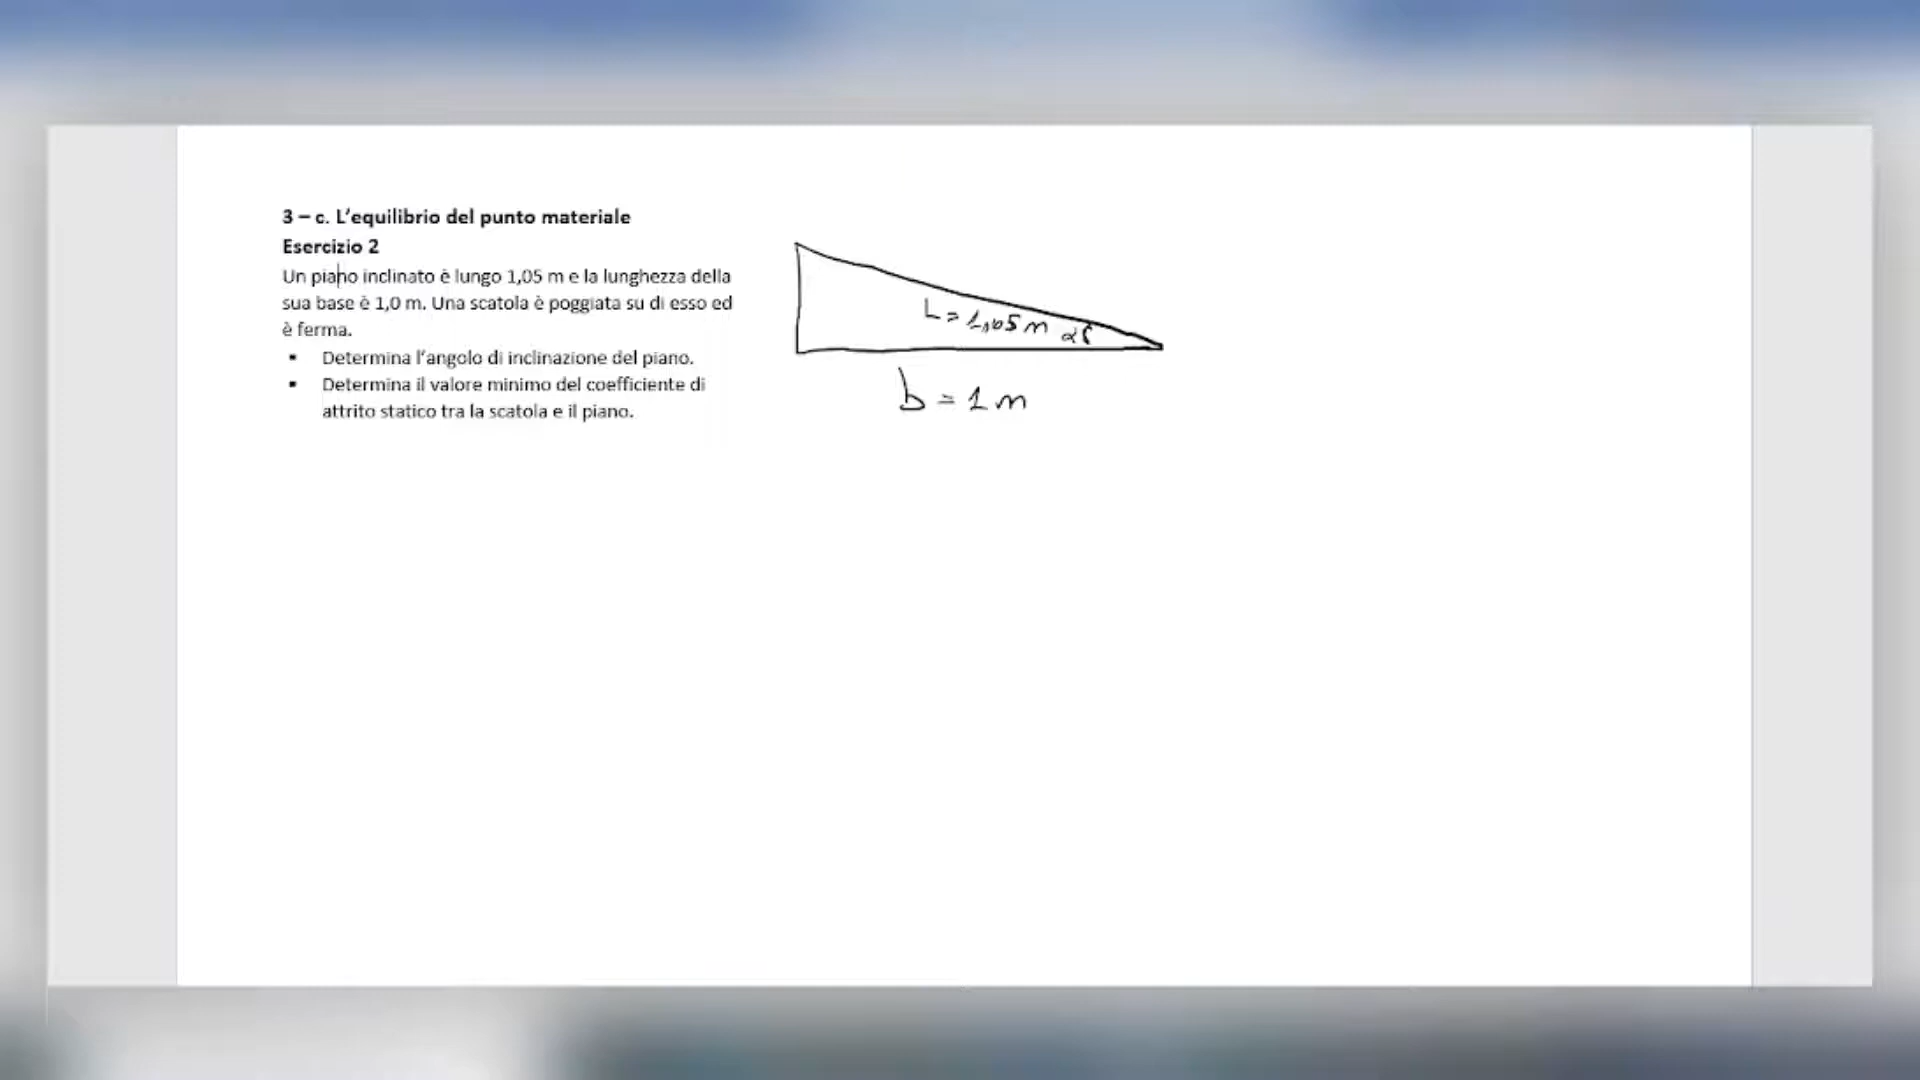 3 – c. L’equilibrio del punto materiale
Esercizio 2
Un piano inclinato è lungo 1,05 m e la lunghezza della
sua base è 1,0 m. Una scatola è poggiata su di esso ed
è ferma.
▪ Determina l’angolo di inclinazione del piano.
▪ Determina il valore minimo del coefficiente di
attrito statico tra la scatola e il piano.
L = 1,05 m α
b = 1 m